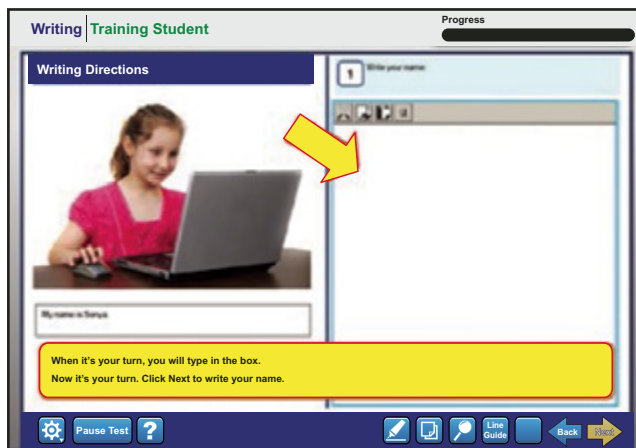 Writing Training Student
Progress
Writing Directions
1 Write your name.
My name is Sonya.
When it's your turn, you will type in the box.
Now it's your turn. Click Next to write your name.
Pause Test
?
Line
Guide
Back
Next